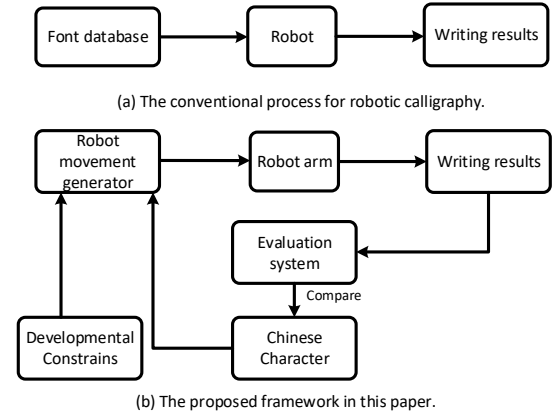 Font database
Robot
Writing results
(a) The conventional process for robotic calligraphy.
Robot
movement
generator
Robot arm
Writing results
Evaluation
system
Compare
Developmental
Constrains
Chinese
Character
(b) The proposed framework in this paper.